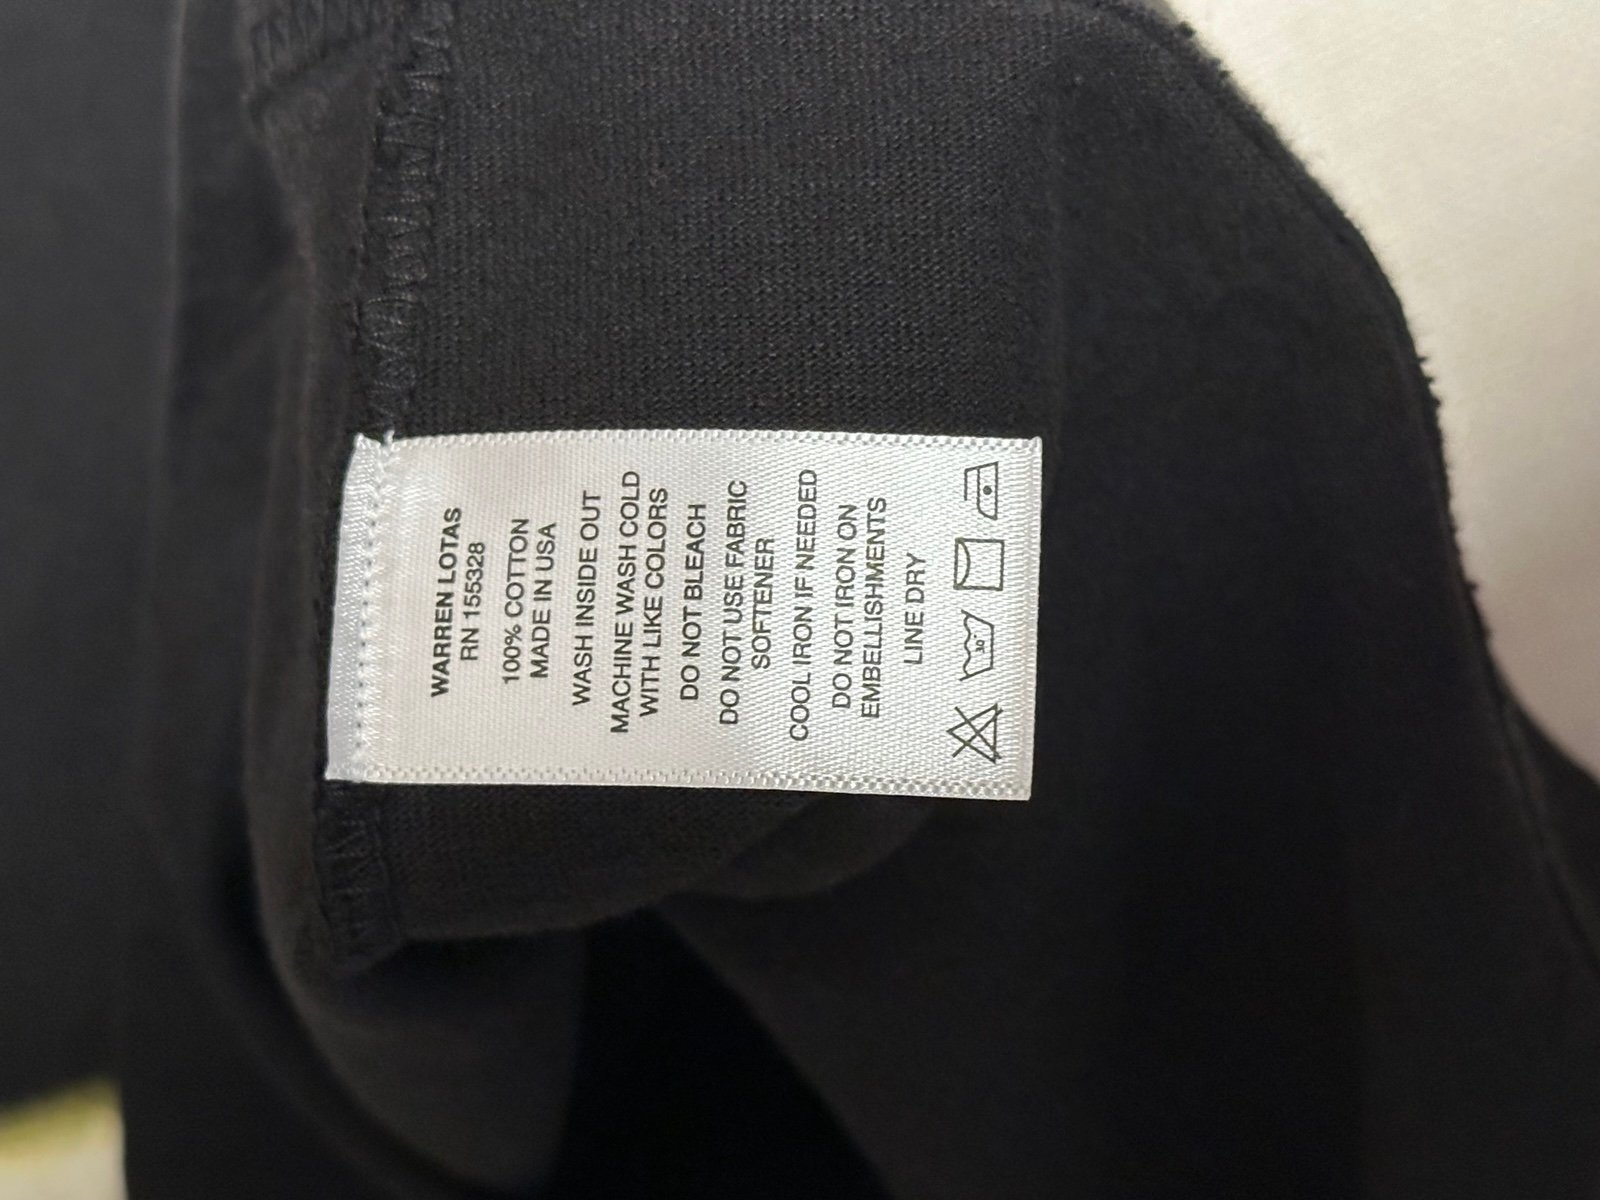 WARREN LOTAS
RN 155328
100% COTTON
MADE IN USA
WASH INSIDE OUT
MACHINE WASH COLD
WITH LIKE COLORS
DO NOT BLEACH
DO NOT USE FABRIC
SOFTENER
COOL IRON IF NEEDED
DO NOT IRON ON
EMBELLISHMENTS
LINE DRY
30